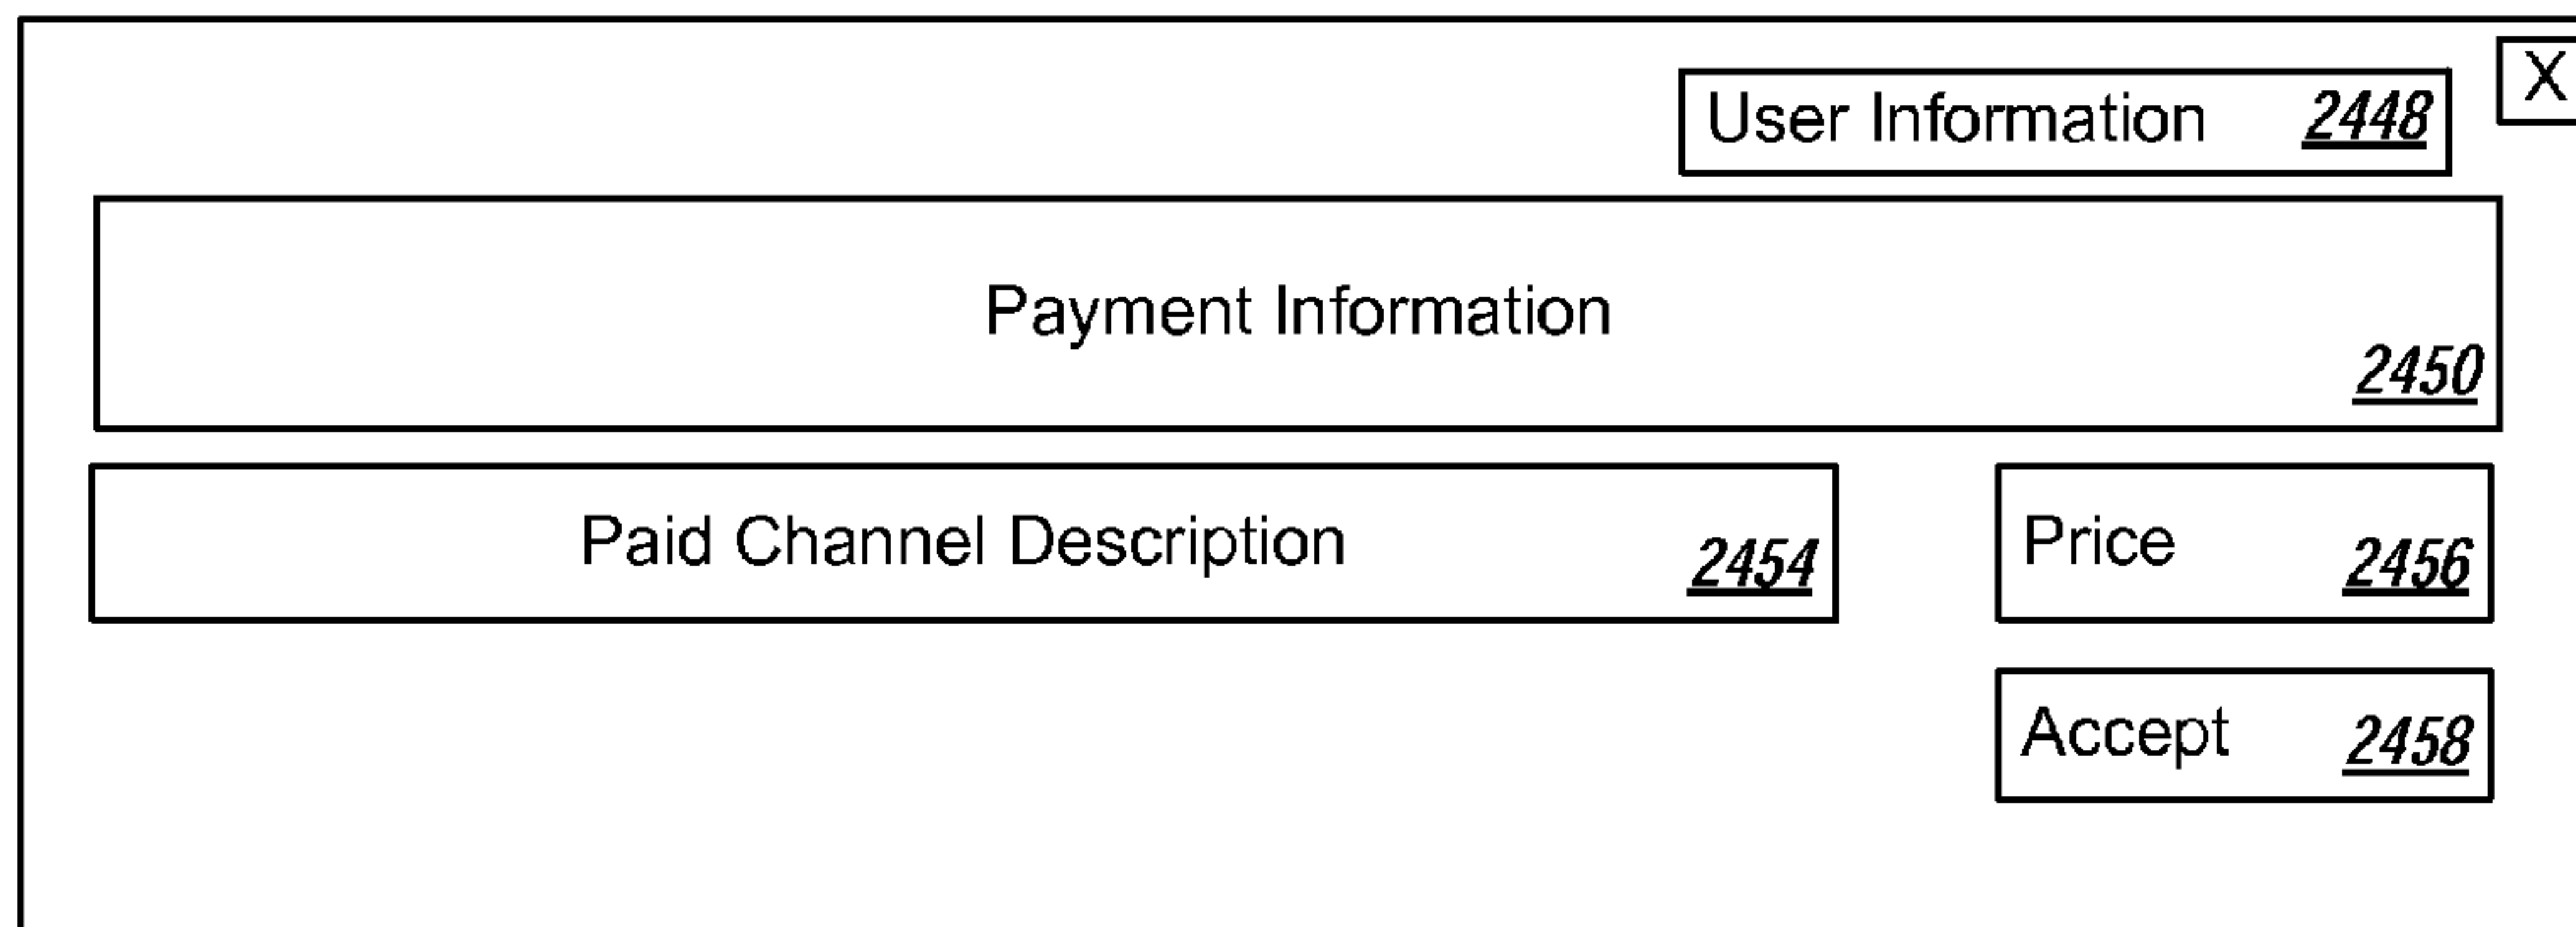 X
User Information 2448
Payment Information
2450
Paid Channel Description 2454
Price 2456
Accept 2458